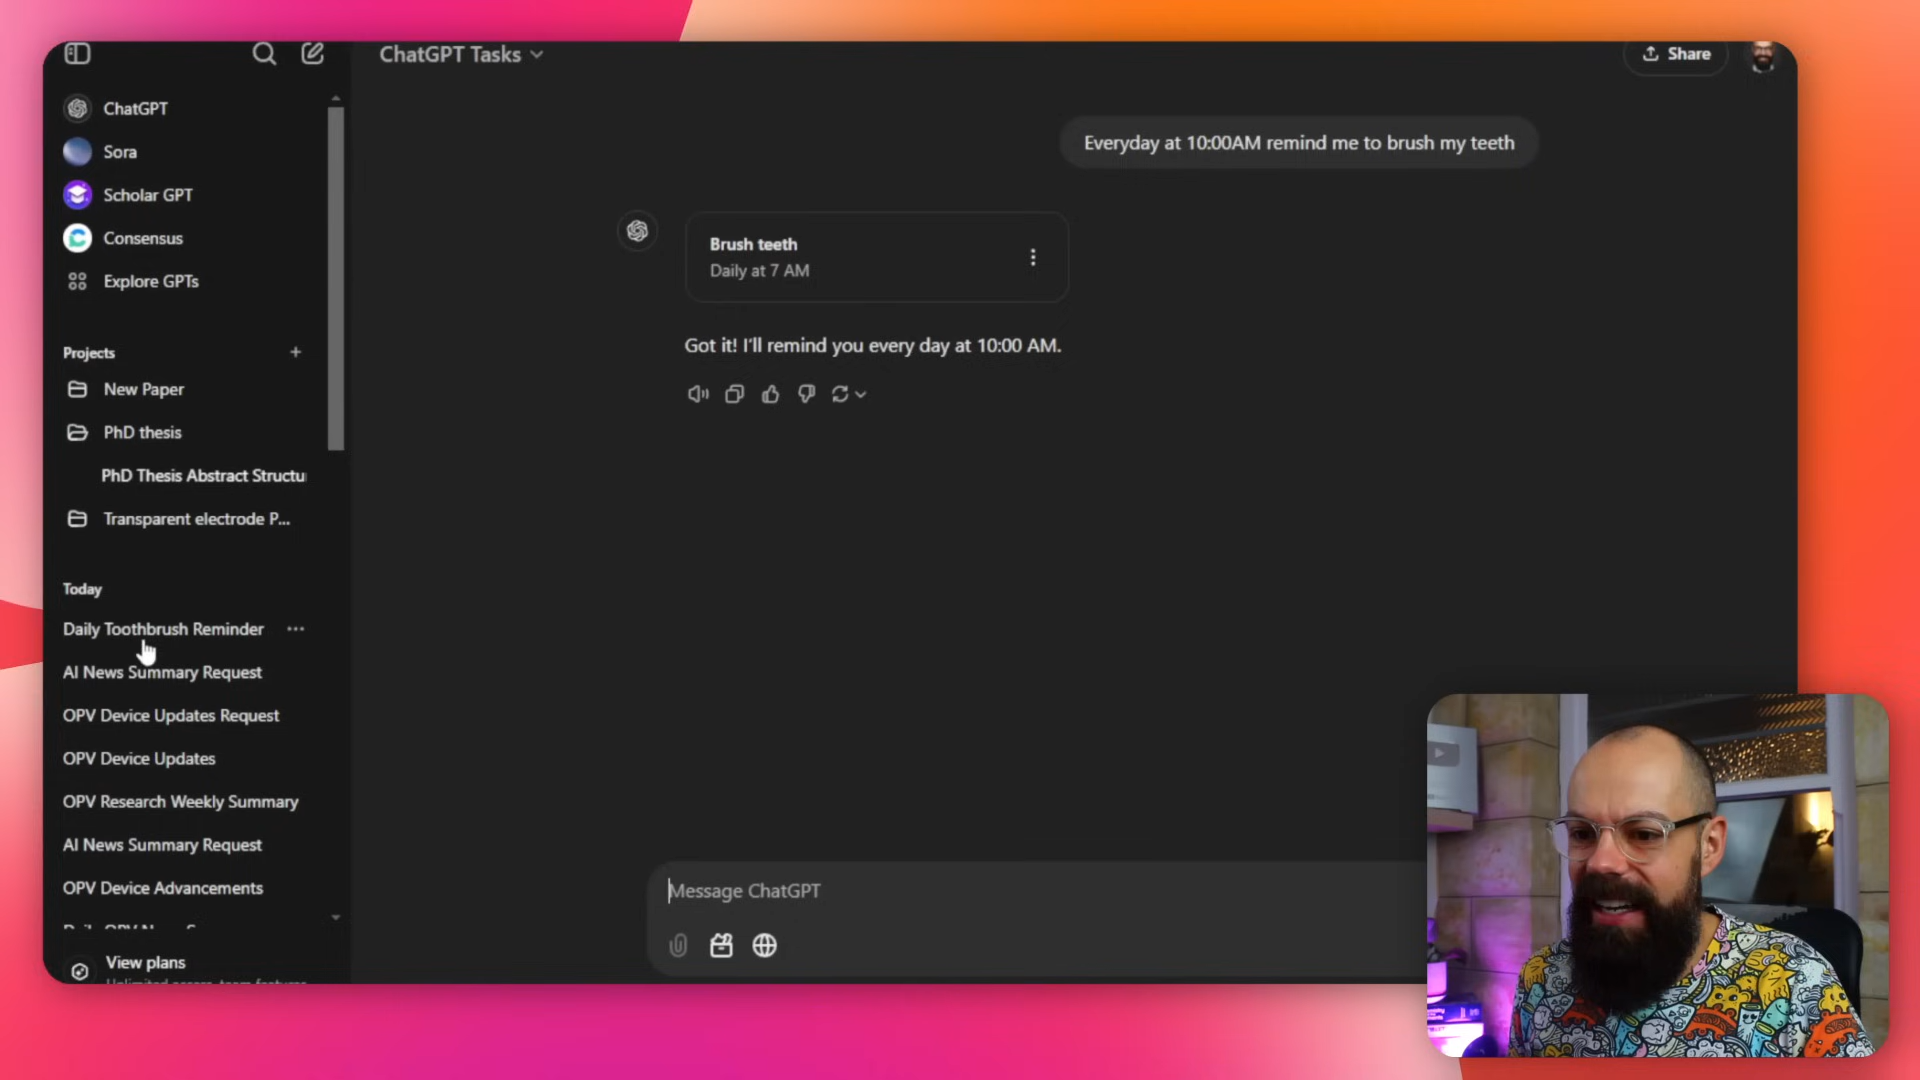 ChatGPT Tasks
Share
ChatGPT
Sora
Scholar GPT
Consensus
Explore GPTs
Projects
New Paper
PhD thesis
PhD Thesis Abstract Structu
Transparent electrode P...
Today
Daily Toothbrush Reminder
AI News Summary Request
OPV Device Updates Request
OPV Device Updates
OPV Research Weekly Summary
AI News Summary Request
OPV Device Advancements
View plans
Everyday at 10:00AM remind me to brush my teeth
Brush teeth
Daily at 7 AM
Got it! I'll remind you every day at 10:00 AM.
Message ChatGPT